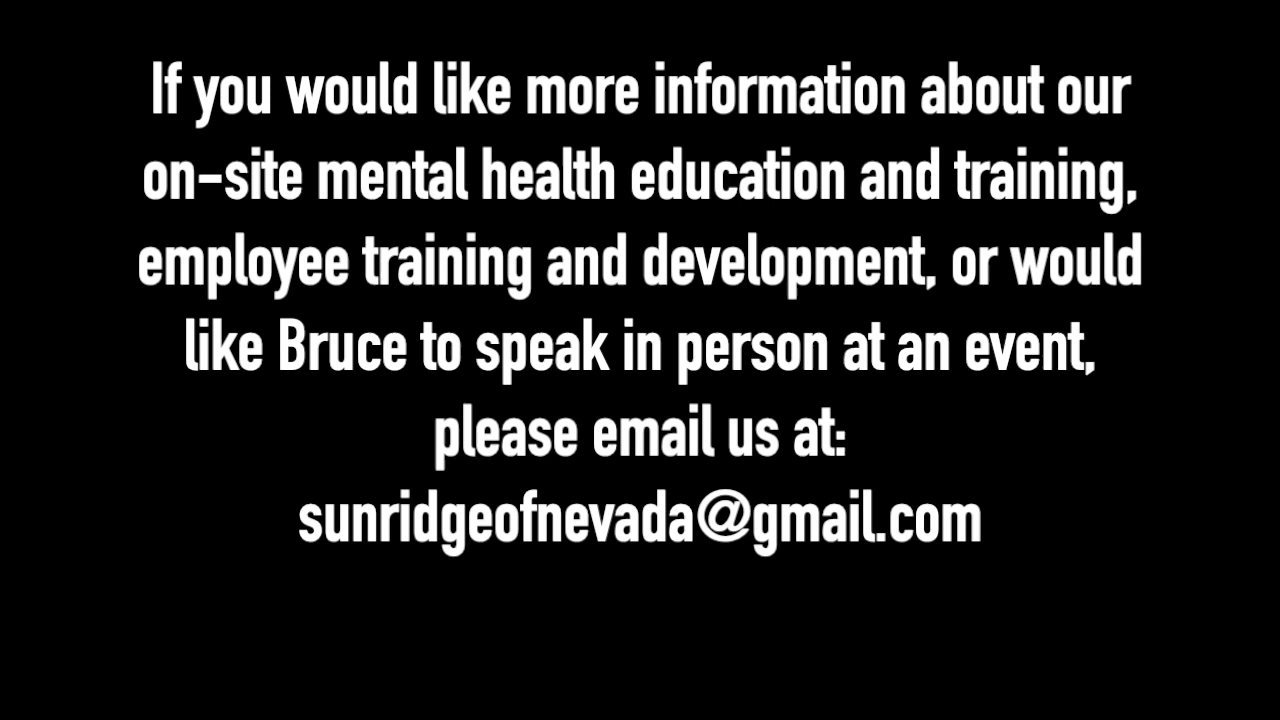 If you would like more information about our
on-site mental health education and training,
employee training and development, or would
like Bruce to speak in person at an event,
please email us at:
sunridgeofnevada@gmail.com